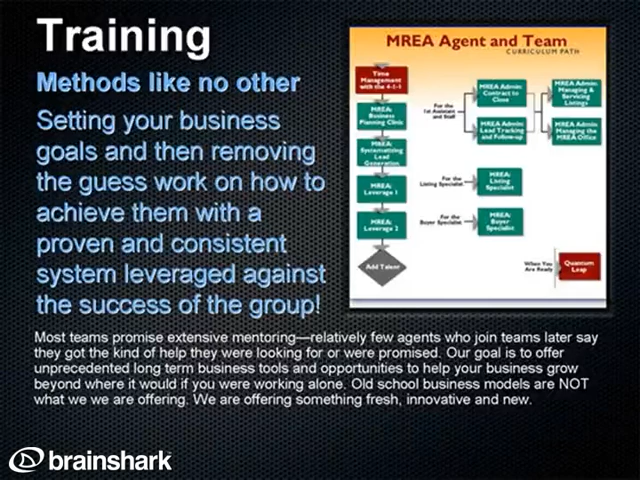 Training
Methods like no other
Setting your business
goals and then removing
the guess work on how to
achieve them with a
proven and consistent
system leveraged against
the success of the group!
MREA Agent and Team
CURRICULUM PATH
Time
Management
with the 4-1-1
MREA:
Business
Planning Clinic
MREA:
Systematizing
Lead
Generation
MREA:
Leverage 1
MREA:
Leverage 2
Add Talent
For the
1st Assistant
and Staff
MREA Admin:
Contract to
Close
MREA Admin:
Lead Tracking
and Follow-up
MREA Admin:
Managing &
Servicing
Listings
MREA Admin:
Managing the
MREA Office
For the
Listing Specialist
MREA:
Listing
Specialist
For the
Buyer Specialist
MREA:
Buyer
Specialist
When You
Are Ready
Quantum
Leap
Most teams promise extensive mentoring—relatively few agents who join teams later say
they got the kind of help they were looking for or were promised. Our goal is to offer
unprecedented long term business tools and opportunities to help your business grow
beyond where it would if you were working alone. Old school business models are NOT
what we we are offering. We are offering something fresh, innovative and new.
brainshark